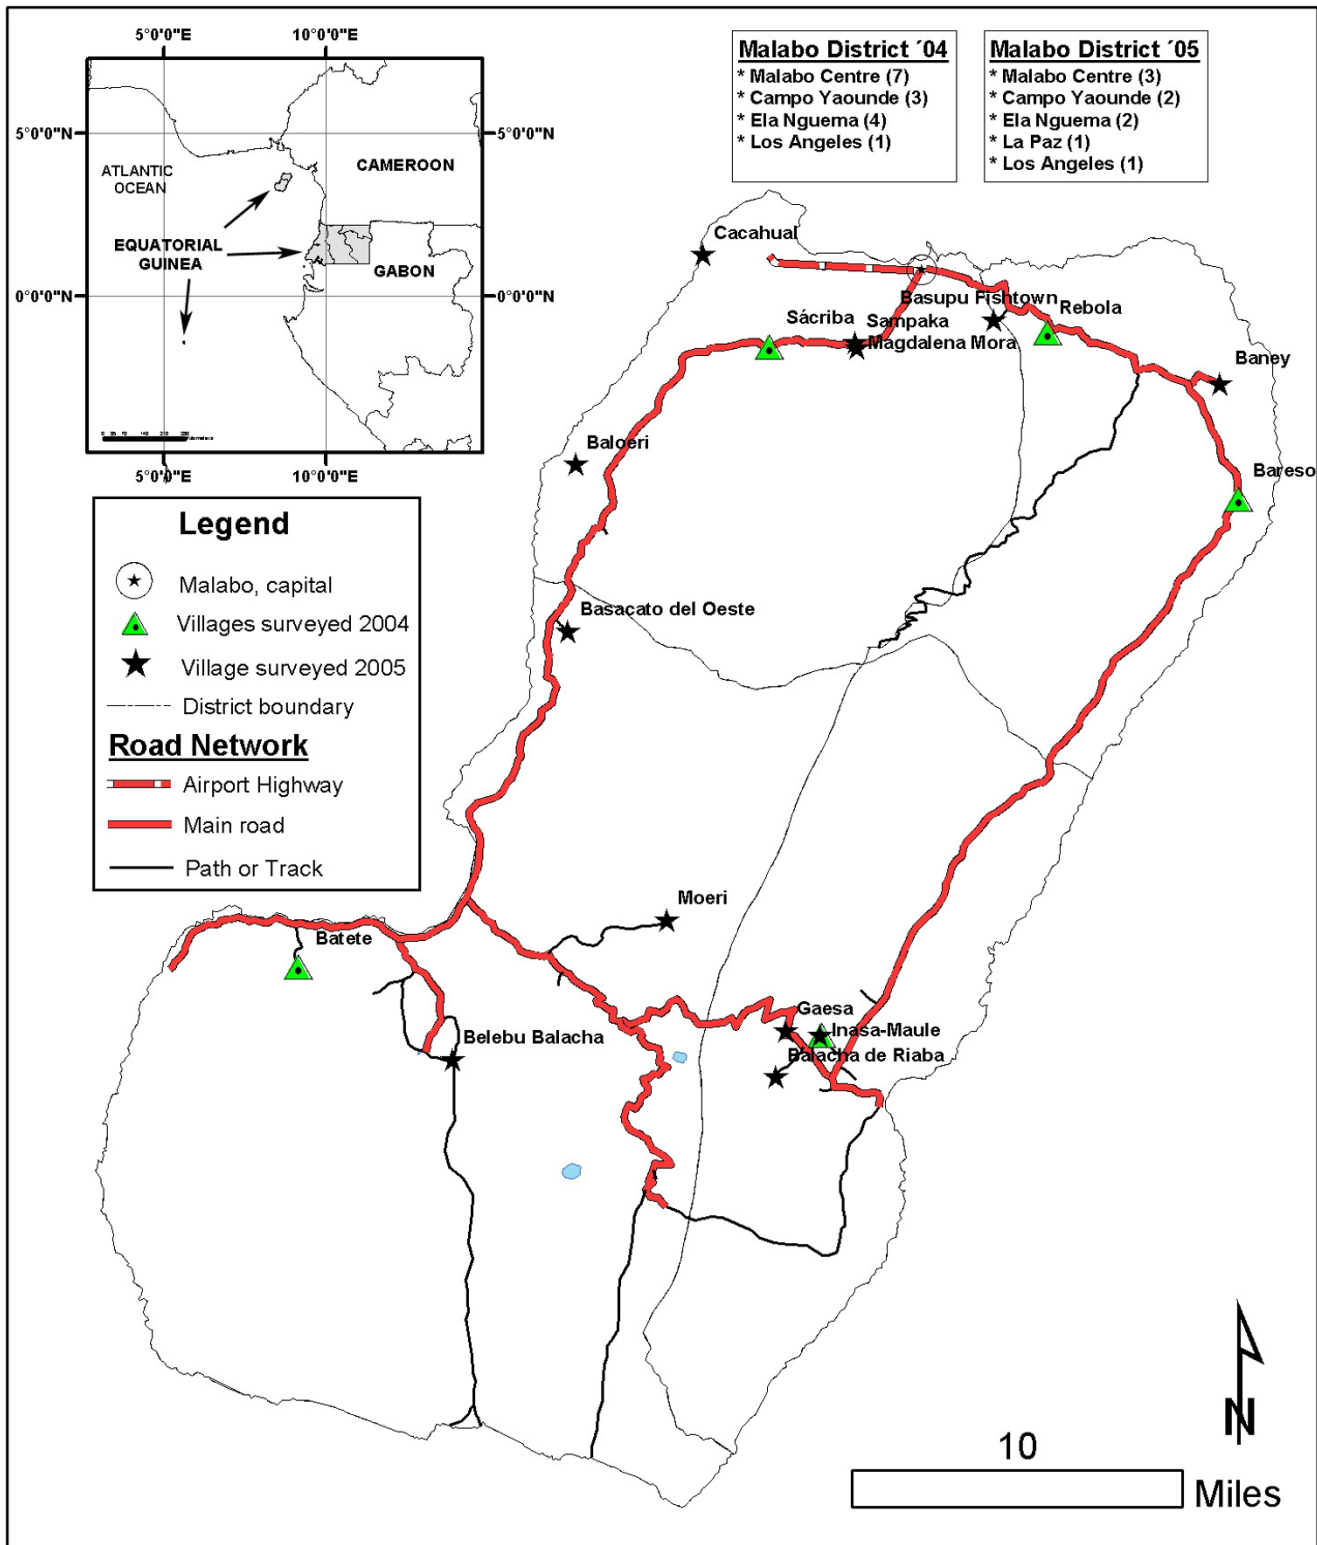 5°0'0"E
10°0'0"E
5°0'0"N
5°0'0"N
ATLANTIC
OCEAN
CAMEROON
EQUATORIAL
GUINEA
GABON
0°0'0"N
0°0'0"N
5°0'0"E
10°0'0"E
Malabo District ´04
* Malabo Centre (7)
* Campo Yaounde (3)
* Ela Nguema (4)
* Los Angeles (1)
Malabo District ´05
* Malabo Centre (3)
* Campo Yaounde (2)
* Ela Nguema (2)
* La Paz (1)
* Los Angeles (1)
Cacahual
Basupu Fishtown
Rebola
Sácriba
Sampaka
Magdalena Mora
Baney
Baloeri
Bareso
Basacato del Oeste
Legend
Malabo, capital
Villages surveyed 2004
Village surveyed 2005
District boundary
Road Network
Airport Highway
Main road
Path or Track
Moeri
Batete
Gaesa
Inasa-Maule
Belebu Balacha
Balacha de Riaba
N
10
Miles